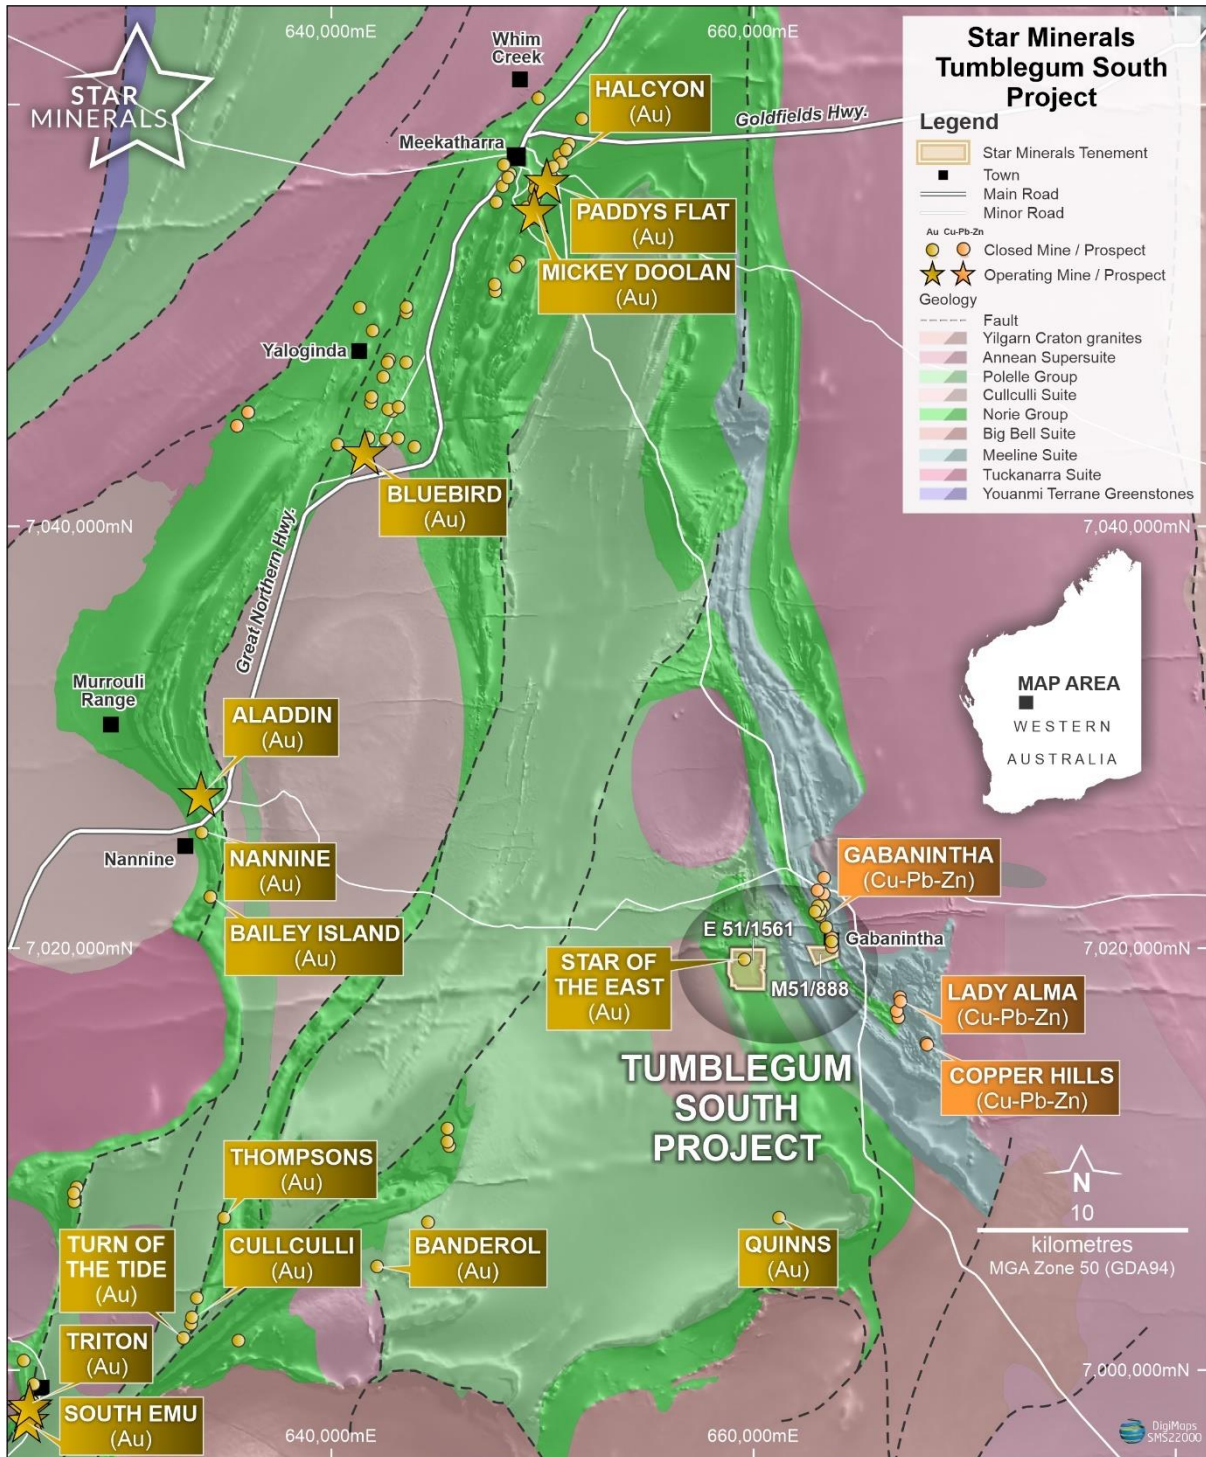 640,000mE
660,000mE
STAR
MINERALS
Whim
Creek
HALCYON
(Au)
Goldfields Hwy.
Meekatharra
PADDYS FLAT
(Au)
MICKEY DOOLAN
(Au)
Star Minerals
Tumblegum South
Project
Legend
Star Minerals Tenement
Town
Main Road
Minor Road
Au Cu-Pb-Zn
Closed Mine / Prospect
Operating Mine / Prospect
Geology
Fault
Yilgarn Craton granites
Annean Supersuite
Polelle Group
Cullculli Suite
Norie Group
Big Bell Suite
Meeline Suite
Tuckanarra Suite
Youanmi Terrane Greenstones
Yaloginda
BLUEBIRD
(Au)
7,040,000mN
7,040,000mN
Great Northern Hwy.
Murrouli
Range
ALADDIN
(Au)
MAP AREA
WESTERN
AUSTRALIA
Nannine
NANNINE
(Au)
BAILEY ISLAND
(Au)
GABANINTHA
(Cu-Pb-Zn)
7,020,000mN
E 51/1561
Gabanintha
7,020,000mN
STAR OF
THE EAST
(Au)
M51/888
LADY ALMA
(Cu-Pb-Zn)
COPPER HILLS
(Cu-Pb-Zn)
TUMBLEGUM
SOUTH
PROJECT
THOMPSONS
(Au)
N
10
kilometres
MGA Zone 50 (GDA94)
TURN OF
THE TIDE
(Au)
CULLCULLI
(Au)
BANDEROL
(Au)
QUINNS
(Au)
TRITON
(Au)
SOUTH EMU
(Au)
7,000,000mN
640,000mE
660,000mE
DigiMaps
SMS22000